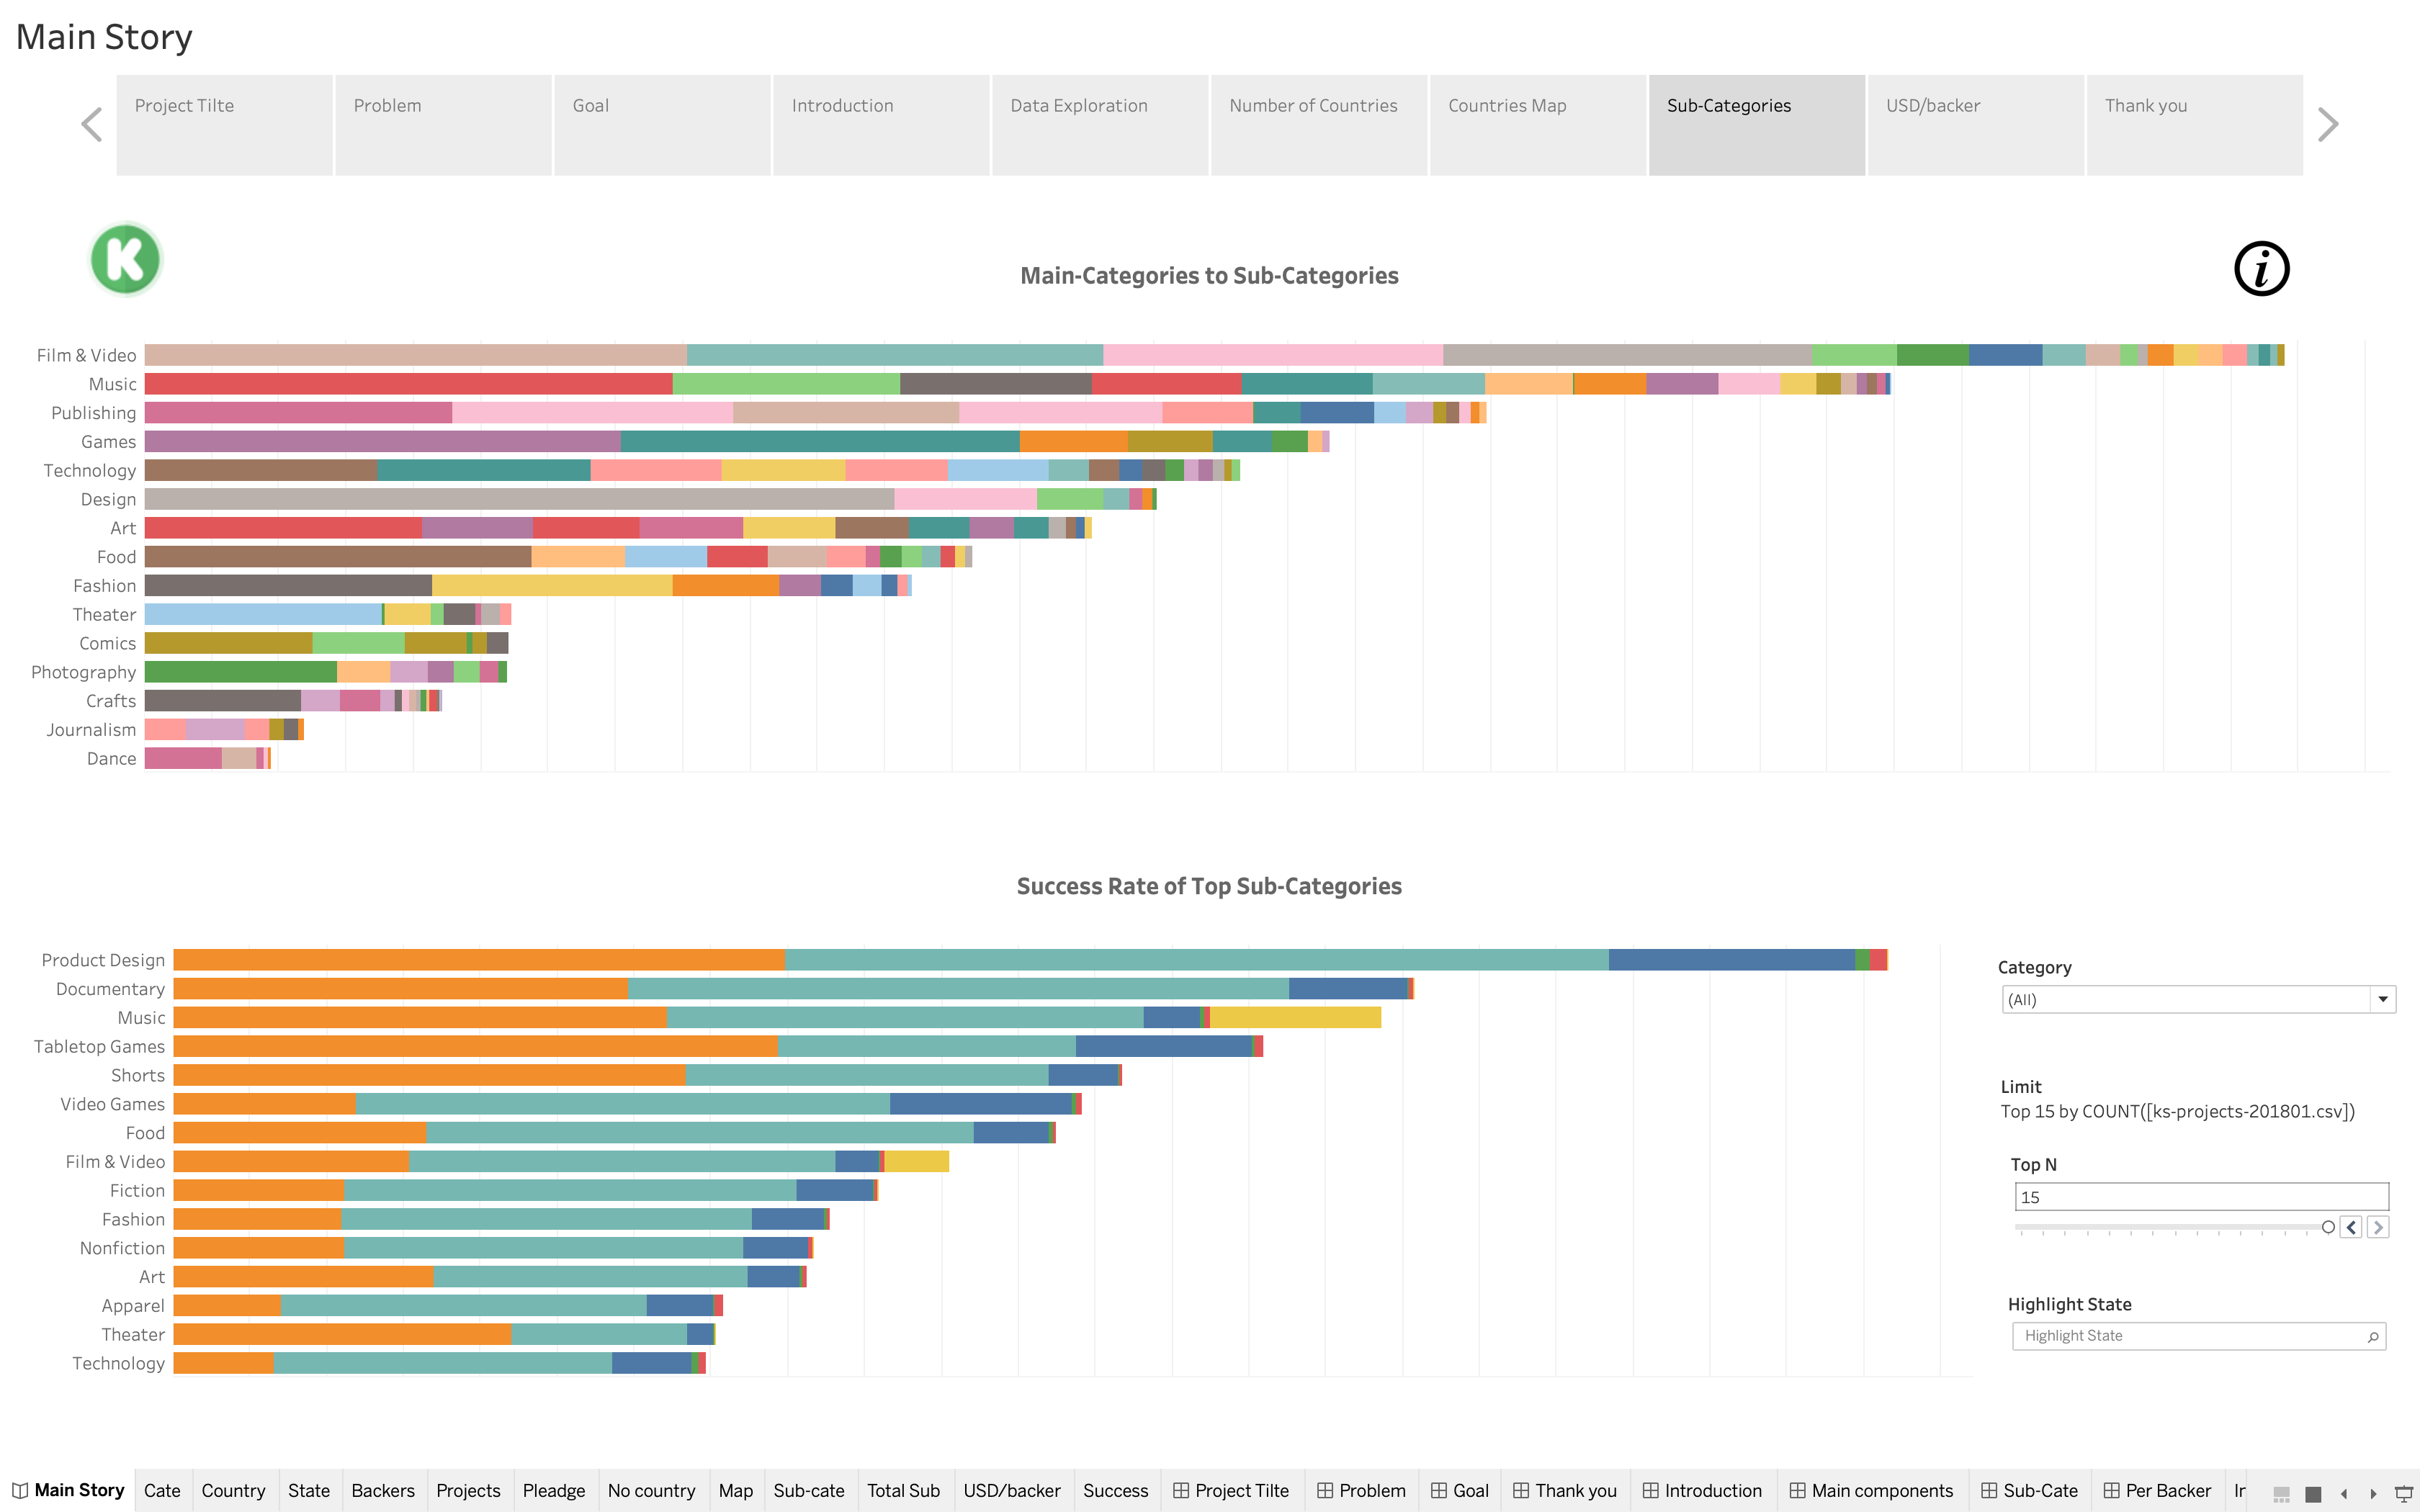 Main Story
Project Tilte
Problem
Goal
Introduction
Data Exploration
Number of Countries
Countries Map
Sub-Categories
USD/backer
Thank you
K
i
Main-Categories to Sub-Categories
Film & Video
Music
Publishing
Games
Technology
Design
Art
Food
Fashion
Theater
Comics
Photography
Crafts
Journalism
Dance
Success Rate of Top Sub-Categories
Product Design
Documentary
Music
Tabletop Games
Shorts
Video Games
Food
Film & Video
Fiction
Fashion
Nonfiction
Art
Apparel
Theater
Technology
Category
(All)
Limit
Top 15 by COUNT([ks-projects-201801.csv])
Top N
15
Highlight State
Highlight State
Main Story
Cate
Country
State
Backers
Projects
Pleadge
No country
Map
Sub-cate
Total Sub
USD/backer
Success
Project Tilte
Problem
Goal
Thank you
Introduction
Main components
Sub-Cate
Per Backer